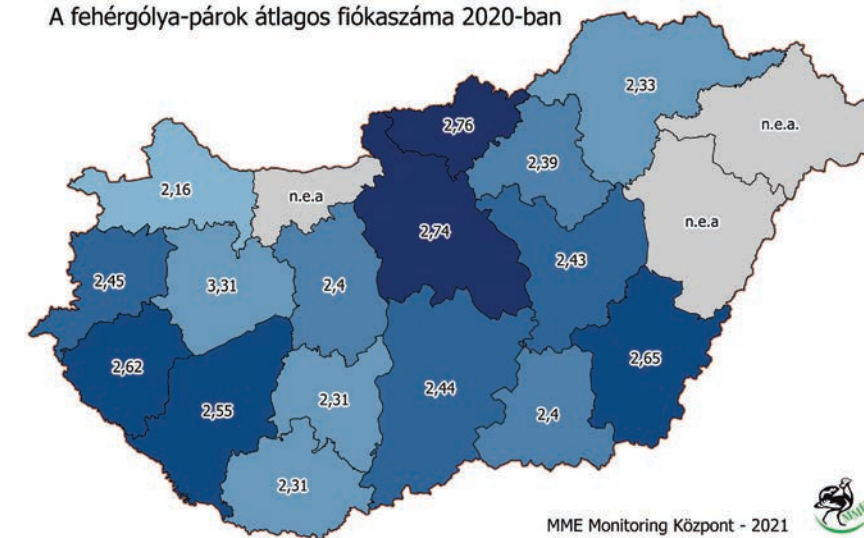 A fehérgólya-párok átlagos fiókaszáma 2020-ban
2,33
2,76
n.e.a.
2,39
2,16
n.e.a
n.e.a
2,74
2,43
2,45
3,31
2,4
2,65
2,62
2,44
2,31
2,55
2,4
2,31
MME Monitoring Központ - 2021
MME